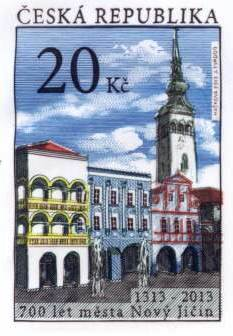 ČESKÁ REPUBLIKA
20 Kč
1313 - 2013
700 let města Nový Jičín